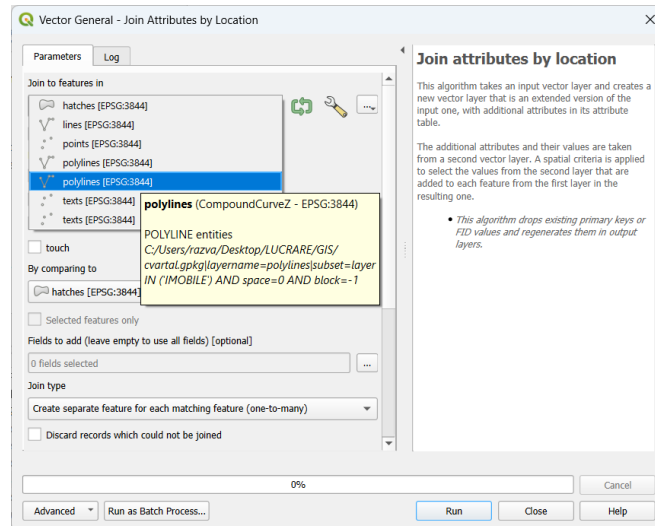 Vector General - Join Attributes by Location
Parameters
Log
Join to features in
hatches [EPSG:3844]
lines [EPSG:3844]
points [EPSG:3844]
polylines [EPSG:3844]
polylines [EPSG:3844]
texts [EPSG:3844]
texts [EPSG:3844]
polylines (CompoundCurveZ - EPSG:3844)
POLYLINE entities
C:/Users/razva/Desktop/LUCRARE/GIS/
cvartal.gpkg|layername=polylines|subset=layer
IN ('IMOBILE') AND space=0 AND block=-1
touch
By comparing to
hatches [EPSG:3844]
Selected features only
Fields to add (leave empty to use all fields) [optional]
0 fields selected
...
Join type
Create separate feature for each matching feature (one-to-many)
Discard records which could not be joined
Join attributes by location
This algorithm takes an input vector layer and creates a
new vector layer that is an extended version of the
input one, with additional attributes in its attribute
table.
The additional attributes and their values are taken
from a second vector layer. A spatial criteria is applied
to select the values from the second layer that are
added to each feature from the first layer in the
resulting one.
• This algorithm drops existing primary keys or
FID values and regenerates them in output
layers.
0%
Cancel
Advanced
Run as Batch Process...
Run
Close
Help